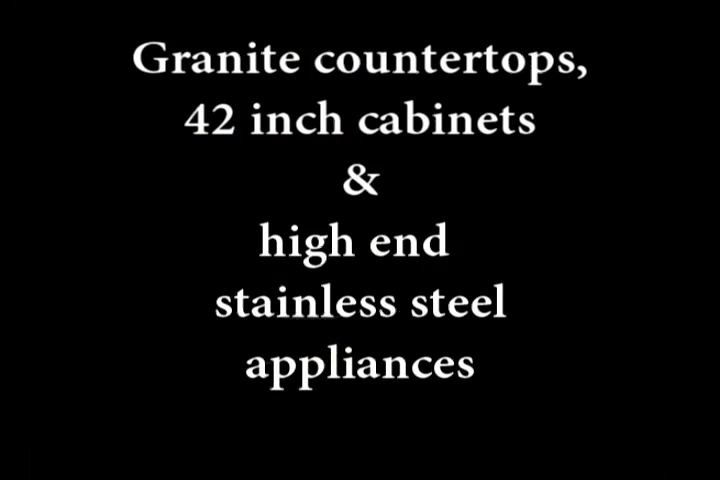 Granite countertops,
42 inch cabinets
&
high end
stainless steel
appliances